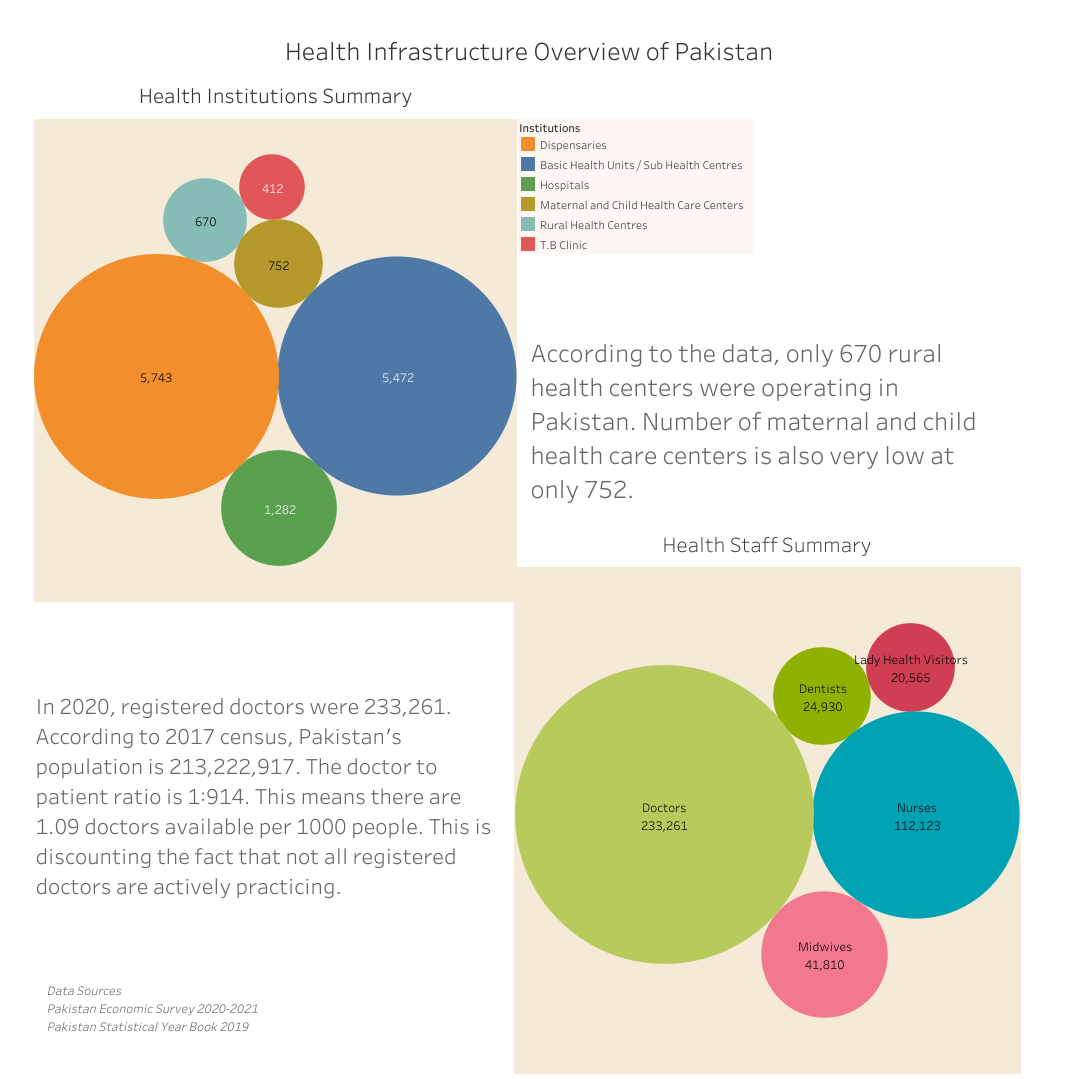 Health Infrastructure Overview of Pakistan
Health Institutions Summary
412
670
752
5,743
5,472
1,282
Institutions
Dispensaries
Basic Health Units / Sub Health Centres
Hospitals
Maternal and Child Health Care Centers
Rural Health Centres
T.B Clinic
According to the data, only 670 rural
health centers were operating in
Pakistan. Number of maternal and child
health care centers is also very low at
only 752.
Health Staff Summary
Lady Health Visitors
20,565
Dentists
24,930
Doctors
233,261
Nurses
112,123
Midwives
41,810
In 2020, registered doctors were 233,261.
According to 2017 census, Pakistan's
population is 213,222,917. The doctor to
patient ratio is 1:914. This means there are
1.09 doctors available per 1000 people. This is
discounting the fact that not all registered
doctors are actively practicing.
Data Sources
Pakistan Economic Survey 2020-2021
Pakistan Statistical Year Book 2019